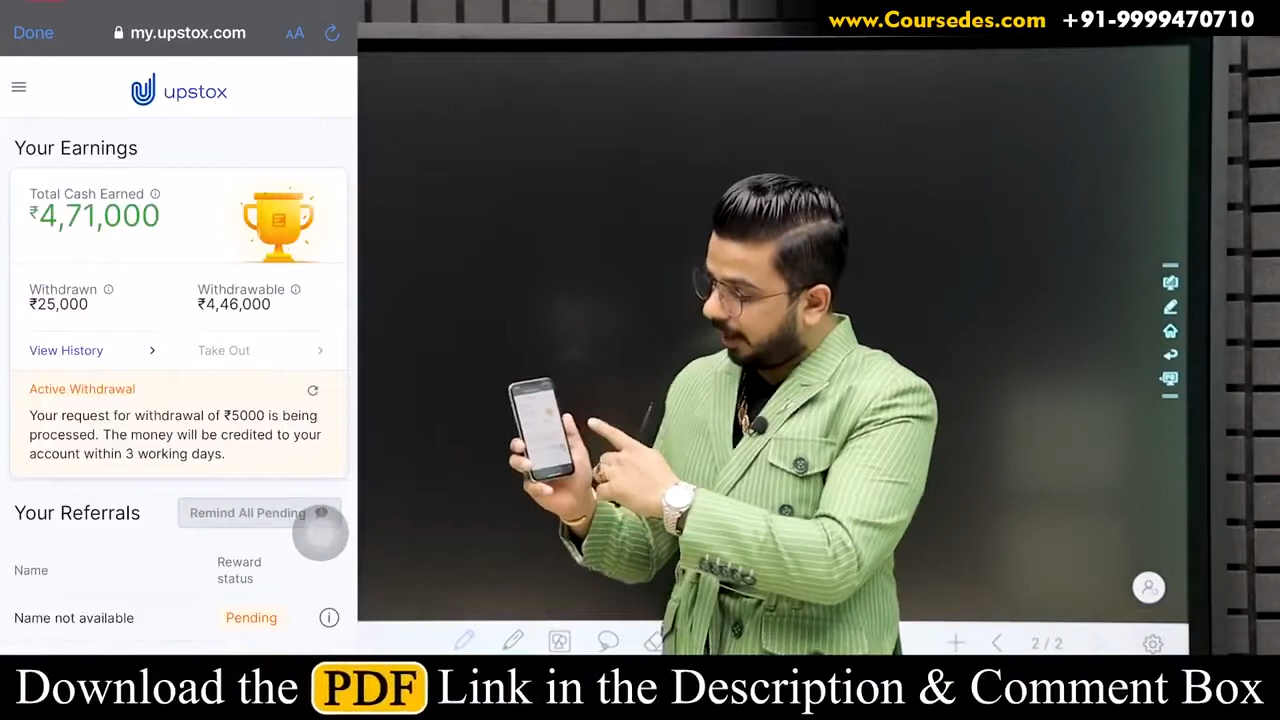 www.Coursedes.com +91-9999470710
Done
my.upstox.com
AA
upstox
Your Earnings
Total Cash Earned
₹4,71,000
Withdrawn
₹25,000
Withdrawable
₹4,46,000
View History
Take Out
Active Withdrawal
Your request for withdrawal of ₹5000 is being
processed. The money will be credited to your
account within 3 working days.
Your Referrals
Remind All Pending
Name
Reward
status
Name not available
Pending
2 / 2
Download the PDF Link in the Description & Comment Box